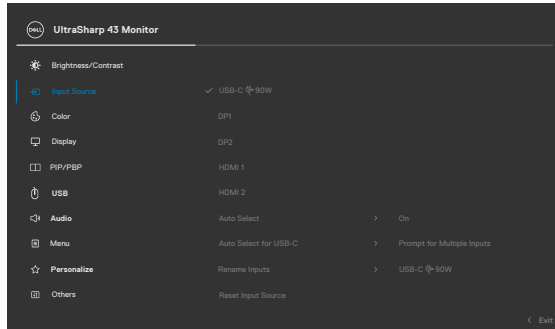 DELL UltraSharp 43 Monitor
Brightness/Contrast
Input Source ✓ USB-C 90W
Color DP1
Display DP2
PIP/PBP HDMI 1
USB HDMI 2
Audio Auto Select > On
Menu Auto Select for USB-C > Prompt for Multiple Inputs
Personalize Rename Inputs > USB-C 90W
Others Reset Input Source
< Exit